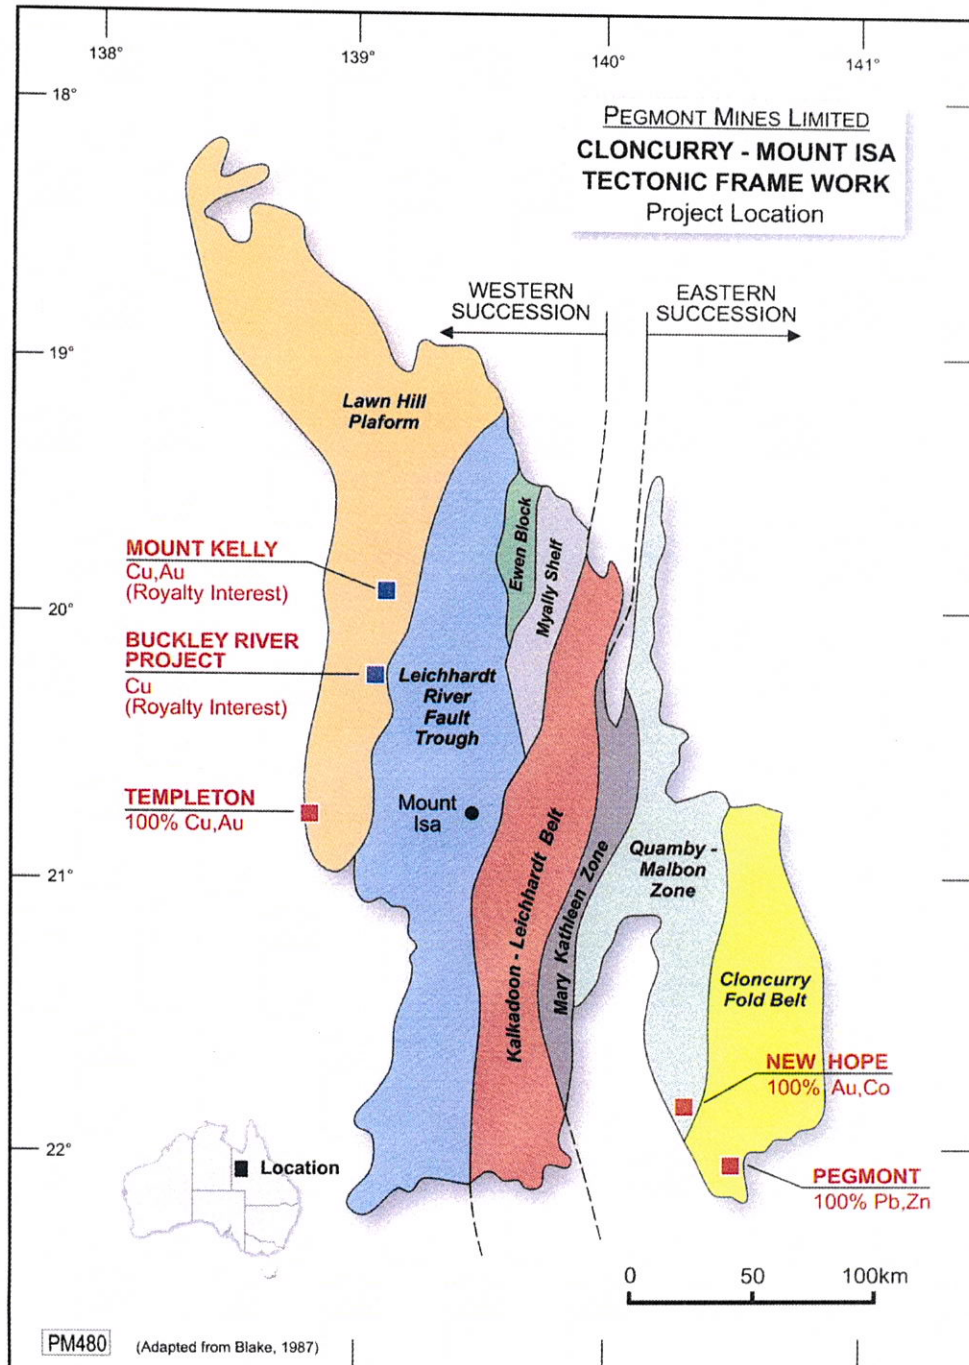 138°
139°
140°
141°
18°
PEGMONT MINES LIMITED
CLONCURRY - MOUNT ISA
TECTONIC FRAME WORK
Project Location
WESTERN
SUCCESSION
EASTERN
SUCCESSION
19°
Lawn Hill
Plaform
Ewen Block
Myally Shelf
MOUNT KELLY
Cu,Au
(Royalty Interest)
20°
BUCKLEY RIVER
PROJECT
Cu
(Royalty Interest)
Leichhardt
River
Fault
Trough
TEMPLETON
100% Cu,Au
Mount
Isa
Kalkadoon - Leichhardt Belt
Mary Kathleen Zone
Quamby -
Malbon
Zone
21°
Cloncurry
Fold Belt
NEW HOPE
100% Au,Co
22°
Location
PEGMONT
100% Pb,Zn
0 50 100km
PM480 (Adapted from Blake, 1987)